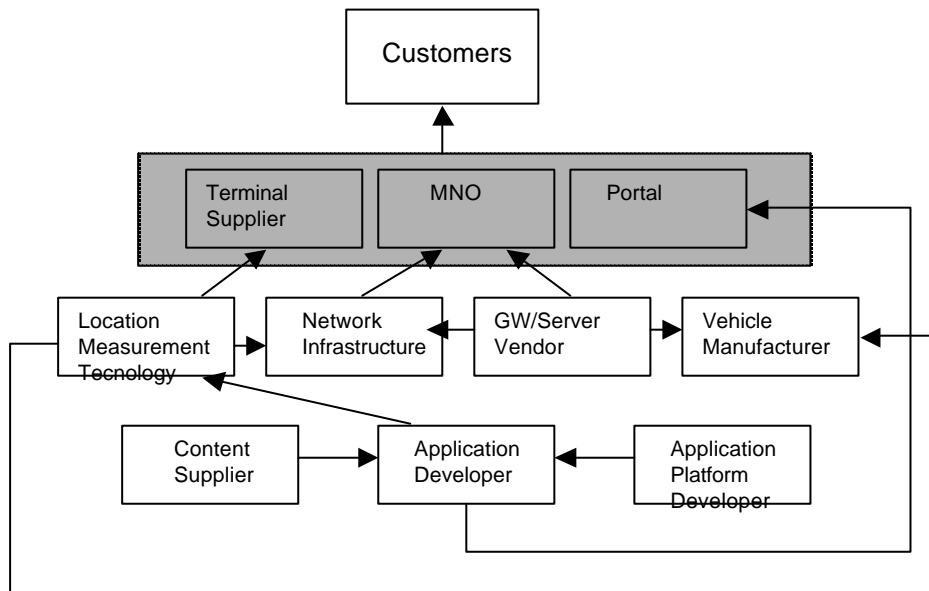 Customers
Terminal
Supplier
MNO
Portal
Location
Measurement
Tecnology
Network
Infrastructure
GW/Server
Vendor
Vehicle
Manufacturer
Content
Supplier
Application
Developer
Application
Platform
Developer